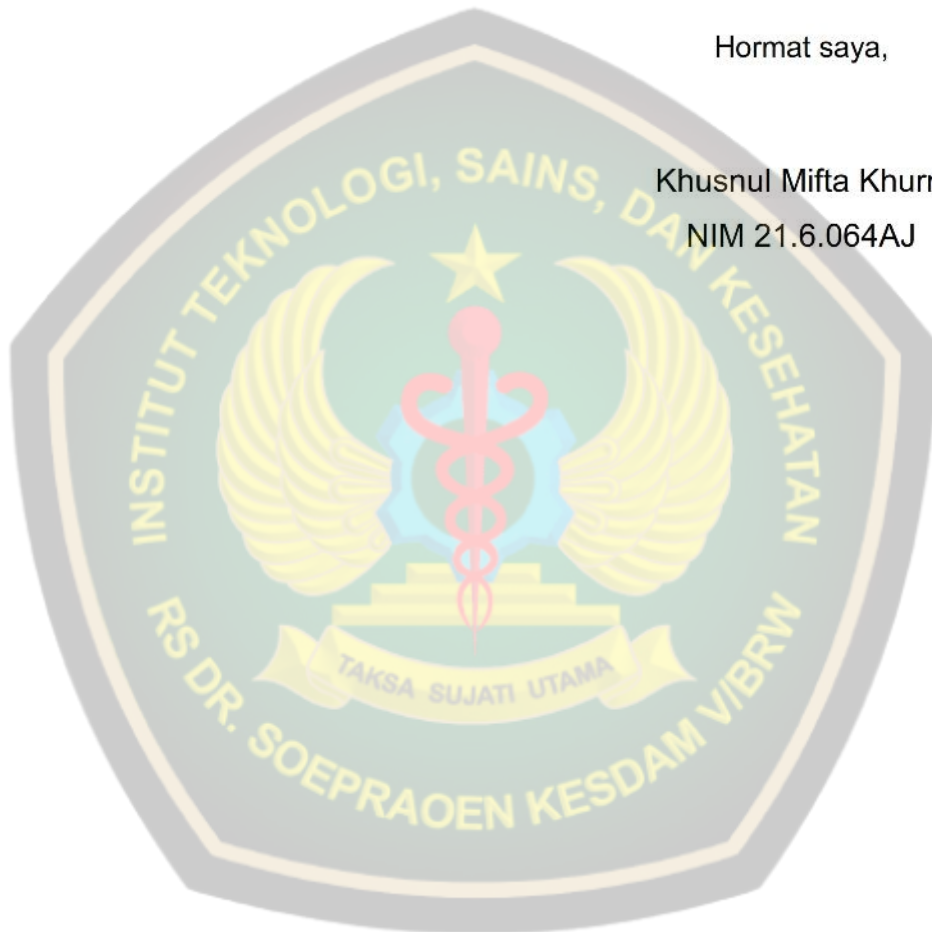 Hormat saya,
Khusnul Mifta
NIM 21.6.064AJ
INSTITUT TEKNOLOGI, SAINS, DAN KESEHATAN
TAKSA SUJATI UTAMA
RS DR. SOEPRAOEN KESDAM V/BRW